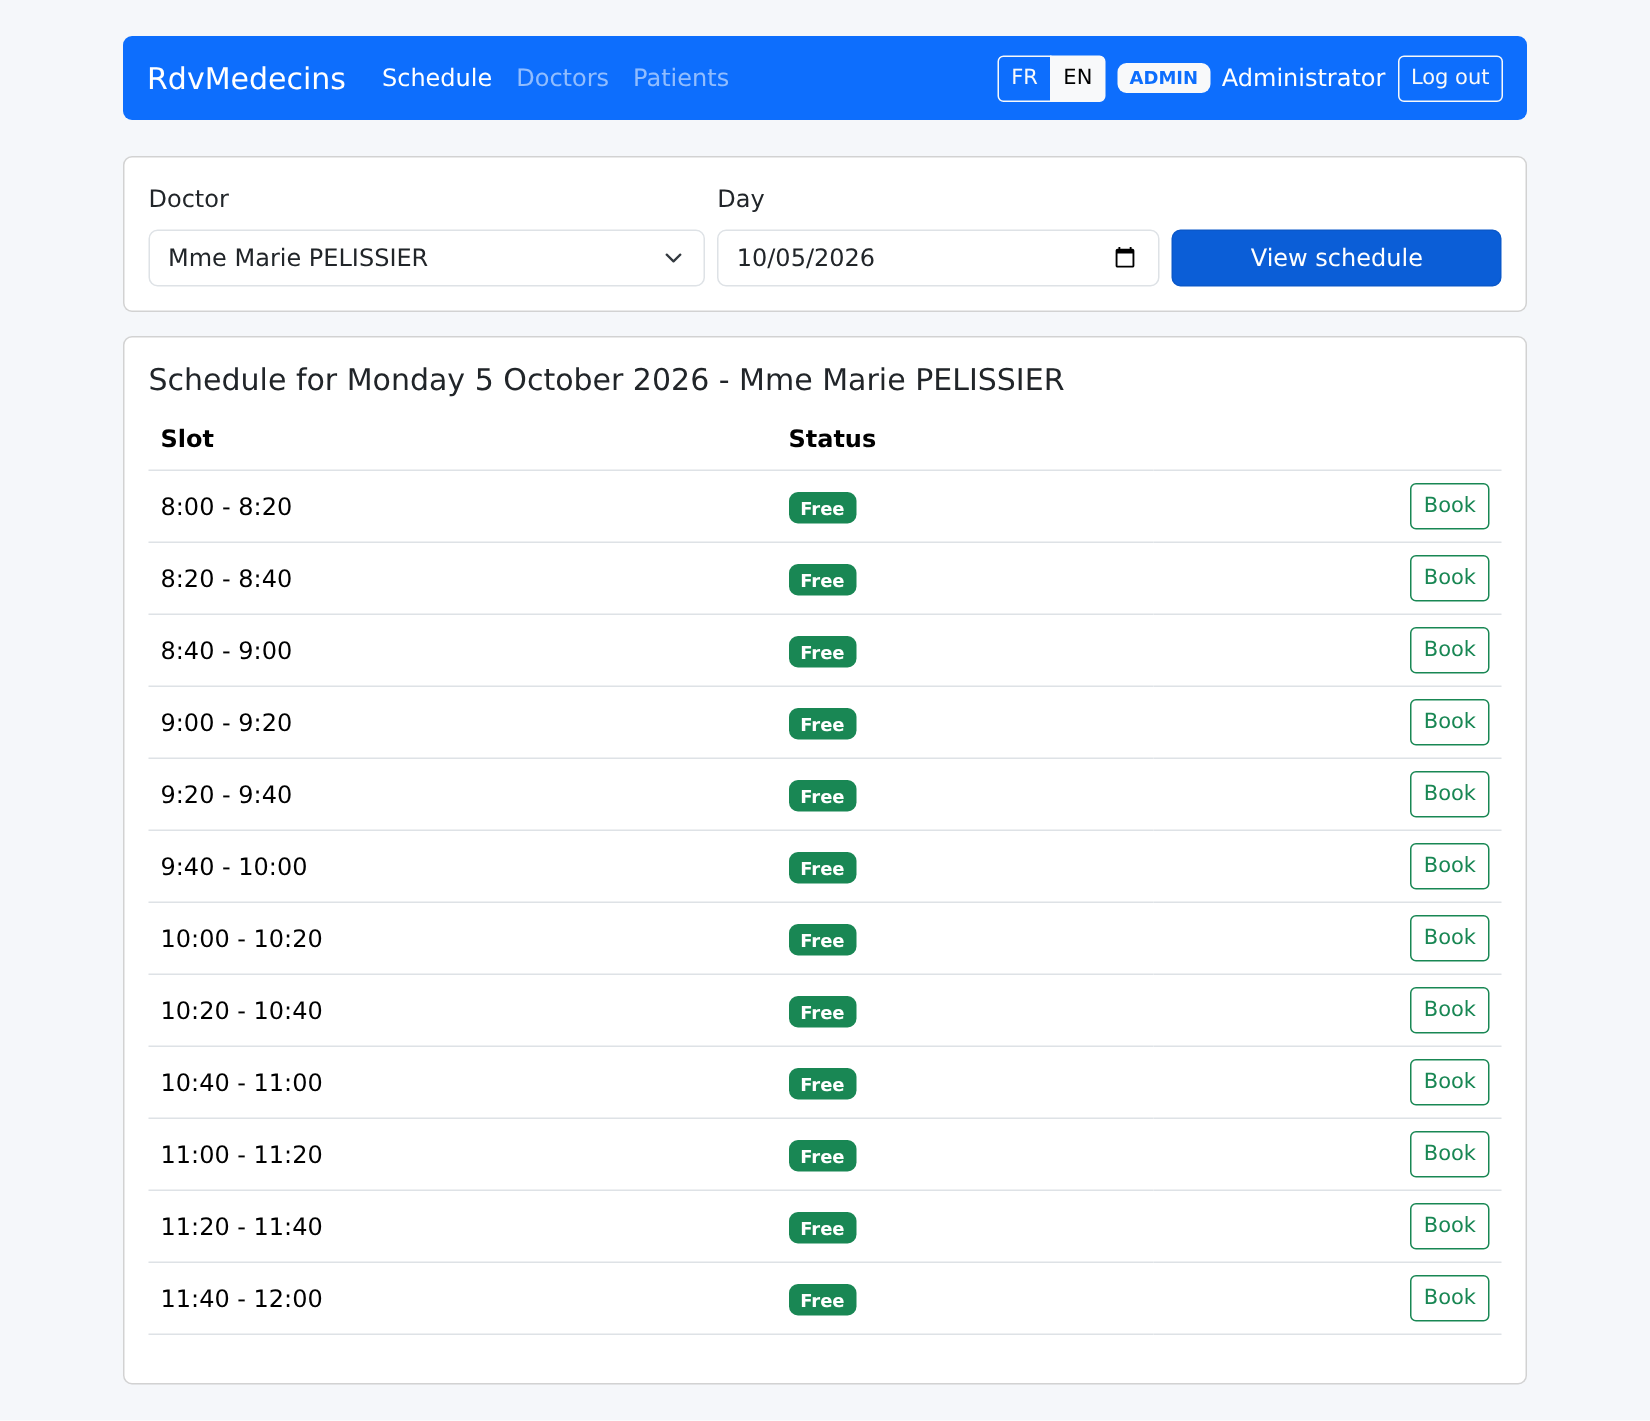 RdvMedecins Schedule Doctors Patients FR EN ADMIN Administrator Log out
Doctor Day
Mme Marie PELISSIER 10/05/2026 View schedule
Schedule for Monday 5 October 2026 - Mme Marie PELISSIER
Slot Status
8:00 - 8:20 Free Book
8:20 - 8:40 Free Book
8:40 - 9:00 Free Book
9:00 - 9:20 Free Book
9:20 - 9:40 Free Book
9:40 - 10:00 Free Book
10:00 - 10:20 Free Book
10:20 - 10:40 Free Book
10:40 - 11:00 Free Book
11:00 - 11:20 Free Book
11:20 - 11:40 Free Book
11:40 - 12:00 Free Book